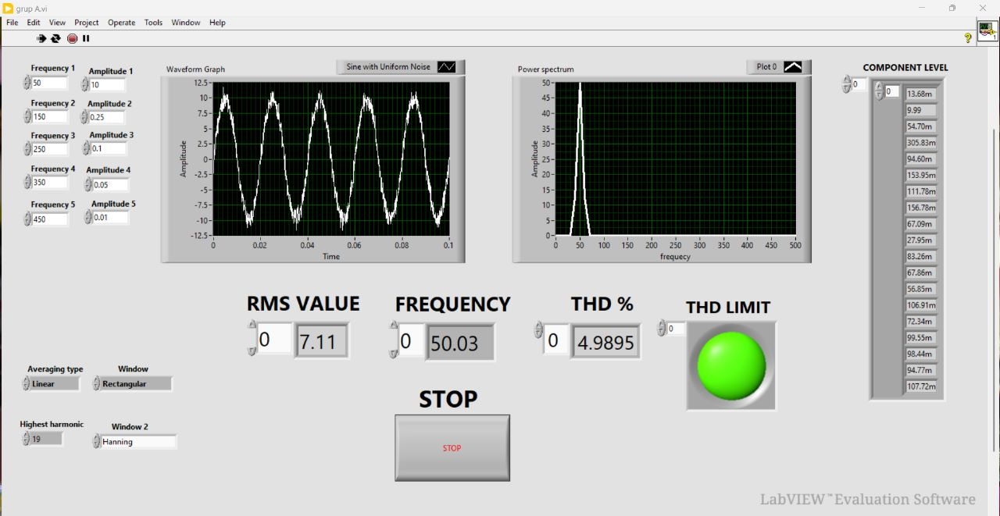 grup A.vi
File Edit View Project Operate Tools Window Help
Frequency 1
50
Amplitude 1
10
Frequency 2
150
Amplitude 2
0.25
Frequency 3
250
Amplitude 3
0.1
Frequency 4
350
Amplitude 4
0.05
Frequency 5
450
Amplitude 5
0.01
Waveform Graph
Sine with Uniform Noise
Amplitude
12.5
10
7.5
5
2.5
0
-2.5
-5
-7.5
-10
-12.5
0 0.02 0.04 0.06 0.08 0.1
Time
Power spectrum
Plot 0
Amplitude
50
45
40
35
30
25
20
15
10
5
0
0 50 100 150 200 250 300 350 400 450 500
frequecy
COMPONENT LEVEL
0
0
13.68m
9.99
54.70m
305.83m
94.60m
153.95m
111.78m
156.78m
67.09m
27.95m
83.26m
67.86m
56.85m
106.91m
72.34m
99.55m
98.44m
94.77m
107.72m
RMS VALUE
0 7.11
FREQUENCY
0 50.03
THD %
0 4.9895
THD LIMIT
0
Averaging type
Linear
Window
Rectangular
Highest harmonic
19
Window 2
Hanning
STOP
STOP
LabVIEW™ Evaluation Software